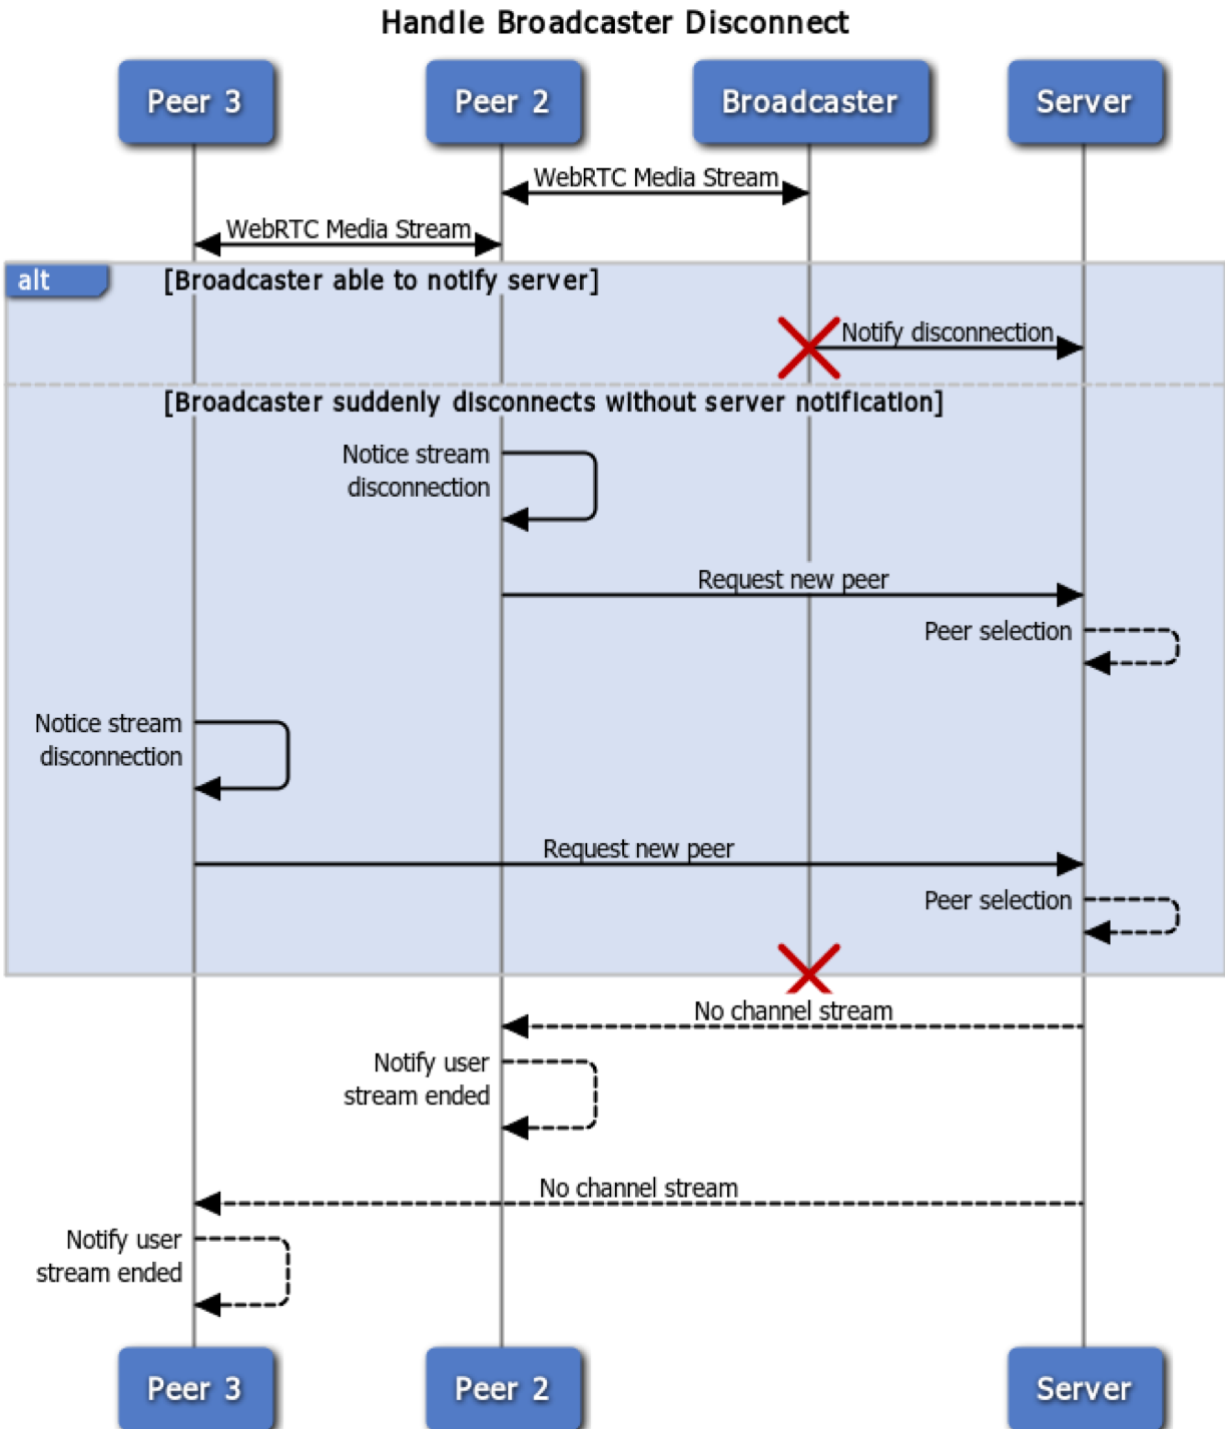 Handle Broadcaster Disconnect
Peer 3
Peer 2
Broadcaster
Server
WebRTC Media Stream
WebRTC Media Stream
alt
[Broadcaster able to notify server]
Notify disconnection
[Broadcaster suddenly disconnects without server notification]
Notice stream
disconnection
Request new peer
Peer selection
Notice stream
disconnection
Request new peer
Peer selection
No channel stream
Notify user
stream ended
No channel stream
Notify user
stream ended
Peer 3
Peer 2
Server